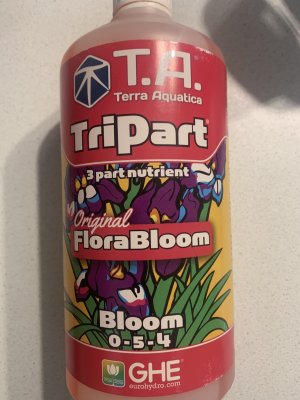 T.A.
Terra Aquatica
TriPart®
3 part nutrient
Original
FloraBloom
Bloom
0-5-4
GHE®
eurohydro.com